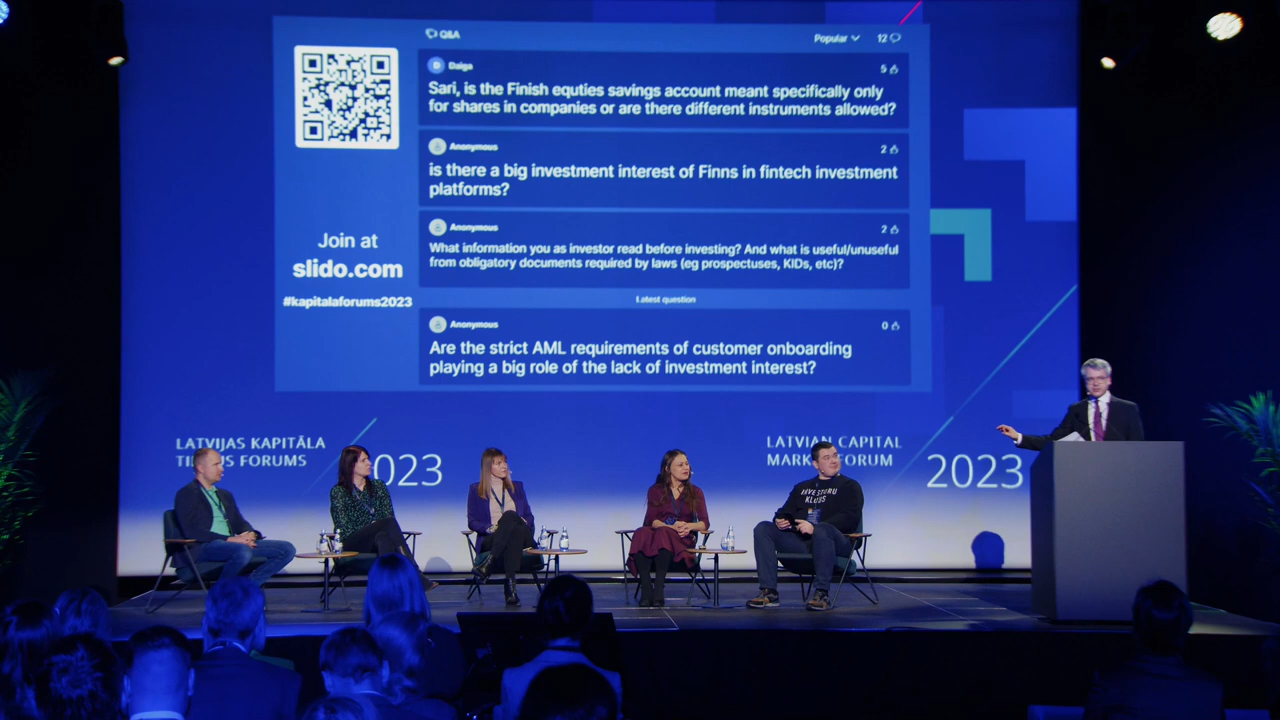 Q&A
Popular
12
D
Daiga
5
Sari, is the Finish equties savings account meant specifically only
for shares in companies or are there different instruments allowed?
Anonymous
2
is there a big investment interest of Finns in fintech investment
platforms?
Anonymous
2
What information you as investor read before investing? And what is useful/unuseful
from obligatory documents required by laws (eg prospectuses, KIDs, etc)?
Latest question
Anonymous
0
Are the strict AML requirements of customer onboarding
playing a big role of the lack of investment interest?
Join at
slido.com
#kapitalaforums2023
LATVIJAS KAPITĀLA
FORUMS
2023
LATVIAN CAPITAL
FORUM
2023
INVESTORU
KLUBS